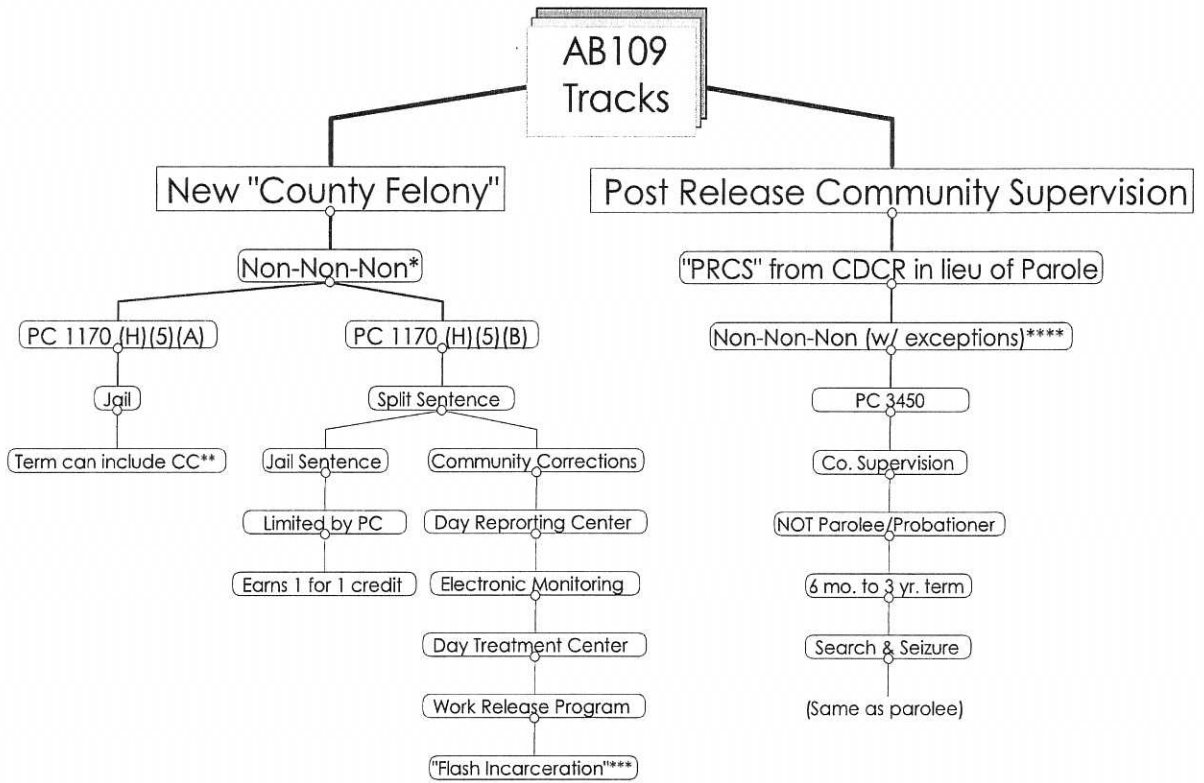 AB109
Tracks
New "County Felony"
Post Release Community Supervision
Non-Non-Non*
"PRCS" from CDCR in lieu of Parole
PC 1170 (H)(5)(A)
PC 1170 (H)(5)(B)
Non-Non-Non (w/ exceptions)****
Jail
Split Sentence
PC 3450
Term can include CC**
Jail Sentence
Community Corrections
Co. Supervision
Limited by PC
Day Reprorting Center
NOT Parolee/Probationer
Earns 1 for 1 credit
Electronic Monitoring
6 mo. to 3 yr. term
Day Treatment Center
Search & Seizure
Work Release Program
(Same as parolee)
"Flash Incarceration"***